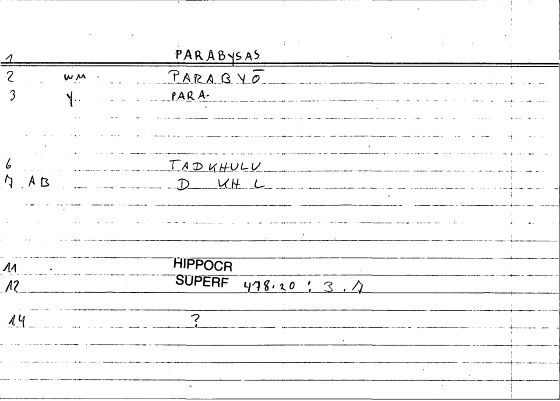 1 PARABYSAS
2 WM PARABYŌ
3 Y PARA-
6 TADKHULU
7 AB D KH L
11 HIPPOCR
12 SUPERF 478.20 : 3.7
14 ?